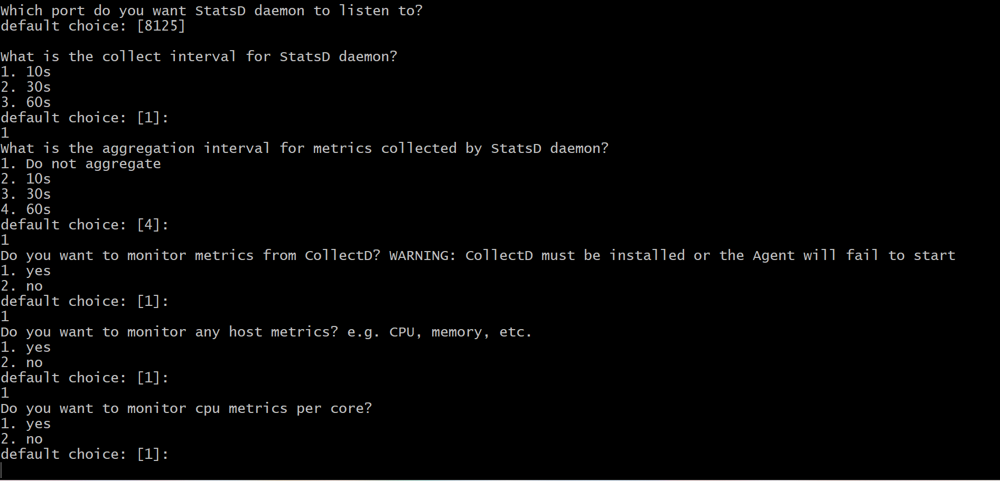 Which port do you want StatsD daemon to listen to?
default choice: [8125]
What is the collect interval for StatsD daemon?
1. 10s
2. 30s
3. 60s
default choice: [1]:
1
What is the aggregation interval for metrics collected by StatsD daemon?
1. Do not aggregate
2. 10s
3. 30s
4. 60s
default choice: [4]:
1
Do you want to monitor metrics from CollectD? WARNING: CollectD must be installed or the Agent will fail to start
1. yes
2. no
default choice: [1]:
1
Do you want to monitor any host metrics? e.g. CPU, memory, etc.
1. yes
2. no
default choice: [1]:
1
Do you want to monitor cpu metrics per core?
1. yes
2. no
default choice: [1]: